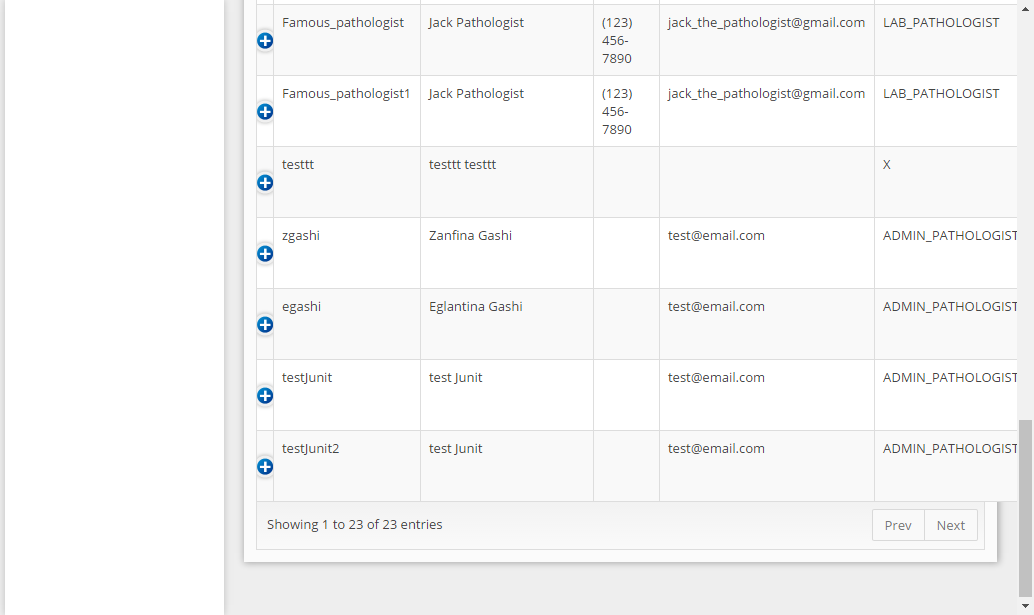 Famous_pathologist Jack Pathologist (123) jack_the_pathologist@gmail.com LAB_PATHOLOGIST
456-
7890
Famous_pathologist1 Jack Pathologist (123) jack_the_pathologist@gmail.com LAB_PATHOLOGIST
456-
7890
testtt testtt testtt X
zgashi Zanfina Gashi test@email.com ADMIN_PATHOLOGIST
egashi Eglantina Gashi test@email.com ADMIN_PATHOLOGIST
testJunit test Junit test@email.com ADMIN_PATHOLOGIST
testJunit2 test Junit test@email.com ADMIN_PATHOLOGIST
Showing 1 to 23 of 23 entries Prev Next